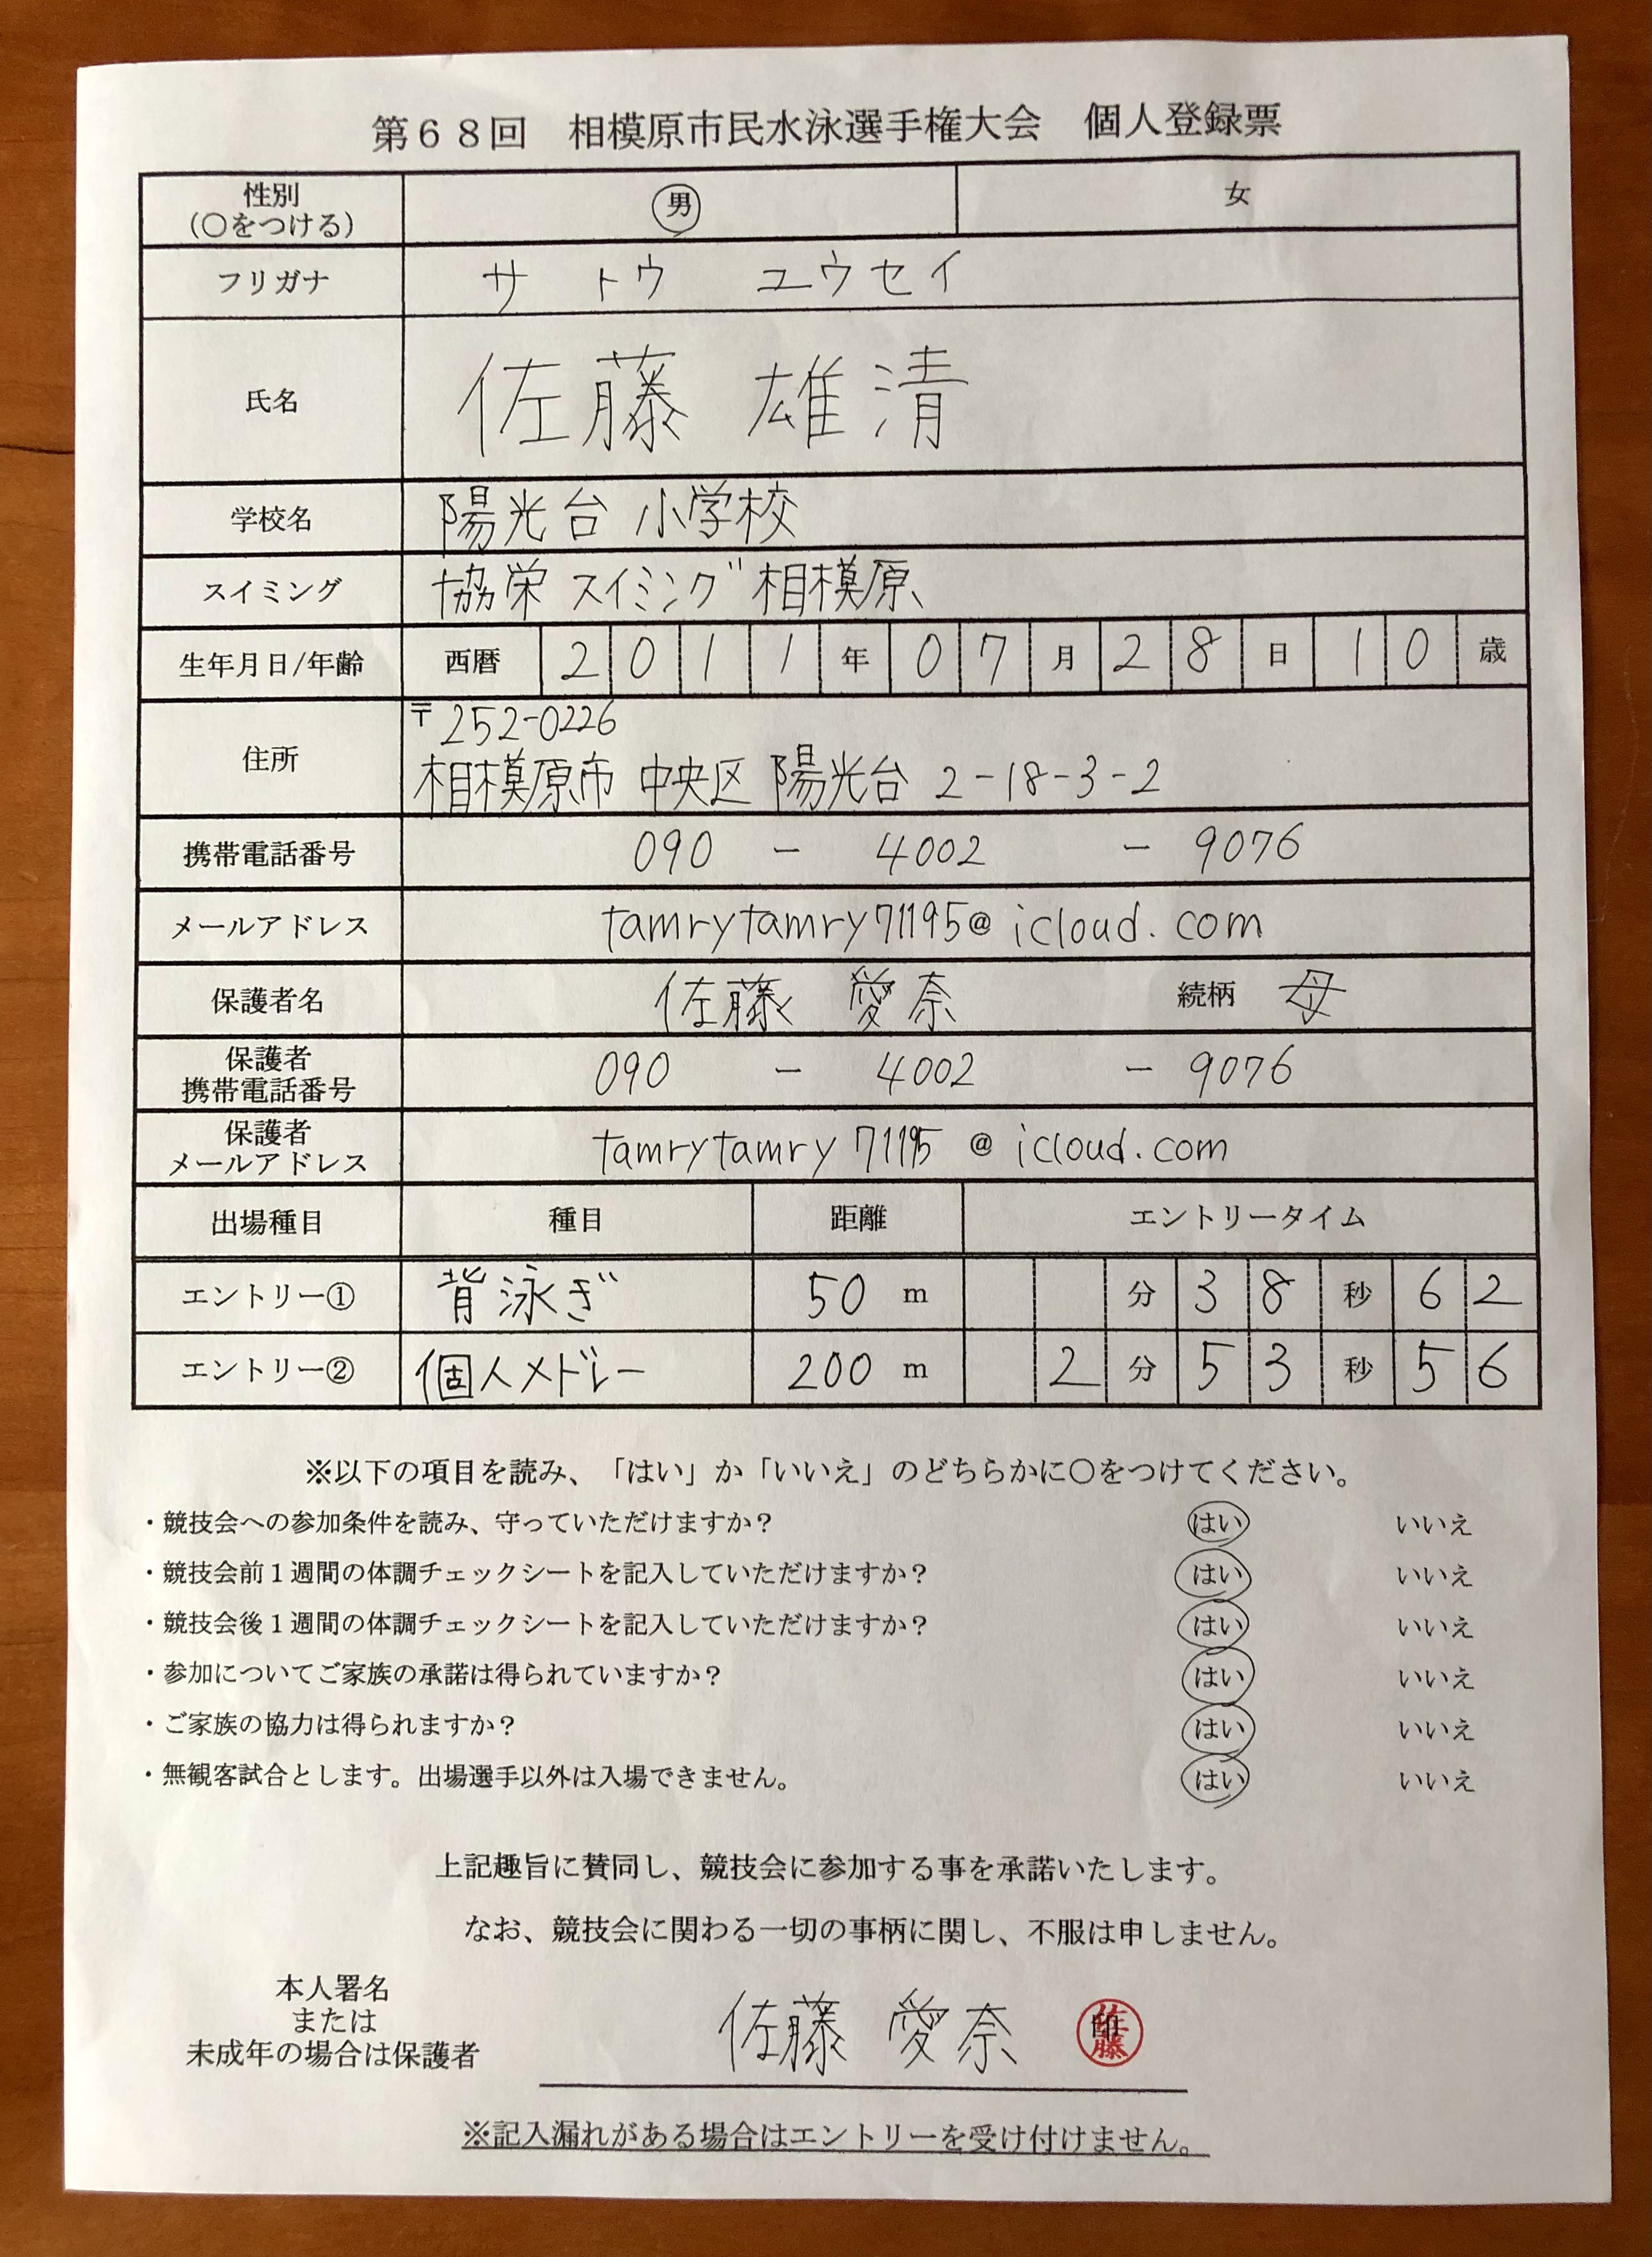 第６８回　相模原市民水泳選手権大会　個人登録票
性別
(○をつける)
男
女
フリガナ
サトウ　ユウセイ
氏名
佐藤 雄清
学校名
陽光台 小学校
スイミング
協栄 スイミング 相模原
生年月日/年齢 西暦 2011年07月28日10歳
住所
〒252-0226
相模原市 中央区 陽光台 2-18-3-2
携帯電話番号 090 - 4002 - 9076
メールアドレス tamrytamry71195@icloud.com
保護者名 佐藤 愛奈 続柄 母
保護者
携帯電話番号
090 - 4002 - 9076
保護者
メールアドレス
tamrytamry71195@icloud.com
出場種目 種目 距離 エントリータイム
エントリー① 背泳ぎ 50 m 分 38 秒 62
エントリー② 個人メドレー 200 m 2 分 53 秒 56
※以下の項目を読み、「はい」か「いいえ」のどちらかに○をつけてください。
・競技会への参加条件を読み、守っていただけますか？ はい いいえ
・競技会前１週間の体調チェックシートを記入していただけますか？ はい いいえ
・競技会後１週間の体調チェックシートを記入していただけますか？ はい いいえ
・参加についてご家族の承諾は得られていますか？ はい いいえ
・ご家族の協力は得られますか？ はい いいえ
・無観客試合とします。出場選手以外は入場できません。 はい いいえ
上記趣旨に賛同し、競技会に参加する事を承諾いたします。
なお、競技会に関わる一切の事柄に関し、不服は申しません。
本人署名
または
未成年の場合は保護者
佐藤 愛奈 印 佐藤
※記入漏れがある場合はエントリーを受け付けません。